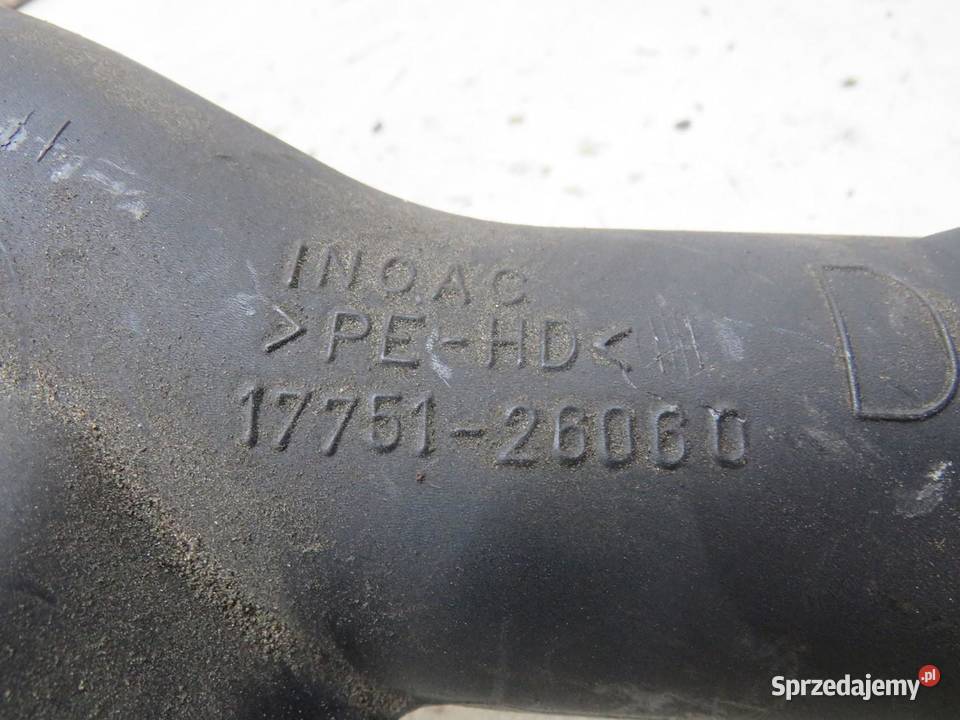 INOAC
>PE-HD<
17751-26060
D
Sprzedajemy.pl